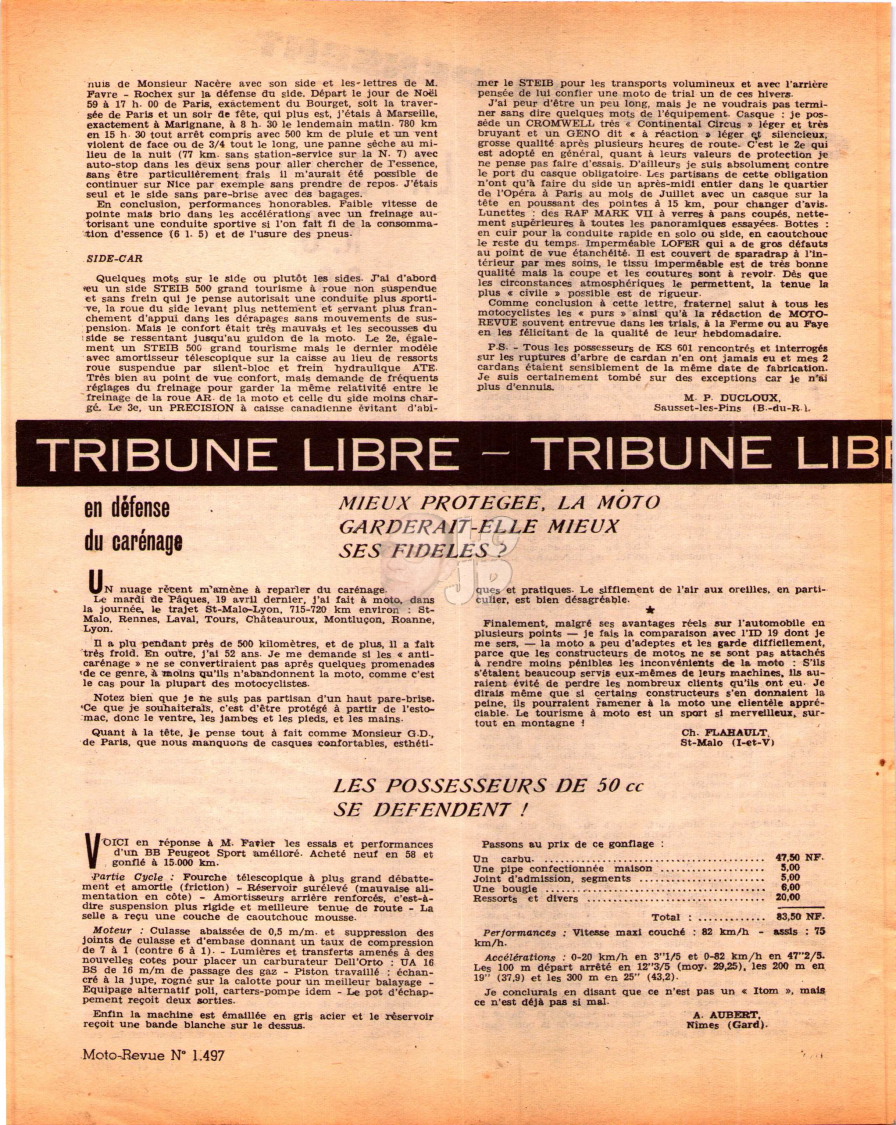 nuis de Monsieur Nacère avec son side et les lettres de M.
Favre - Rochex sur la défense du side. Départ le jour de Noël
59 à 17 h. 00 de Paris, exactement du Bourget, soit la traver-
sée de Paris et un soir de fête, qui plus est, j'étais à Marseille,
exactement à Marignane, à 8 h. 30 le lendemain matin. 780 km
en 15 h. 30 tout arrêt compris avec 500 km de pluie et un vent
violent de face ou de 3/4 tout le long, une panne sèche au mi-
lieu de la nuit (77 km. sans station-service sur la N. 7) avec
auto-stop dans les deux sens pour aller chercher de l'essence,
sans être particulièrement frais il m'aurait été possible de
continuer sur Nice par exemple sans prendre de repos. J'étais
seul et le side sans pare-brise avec des bagages.
En conclusion, performances honorables. Faible vitesse de
pointe mais brio dans les accélérations avec un freinage au-
torisant une conduite sportive si l'on fait fi de la consomma-
tion d'essence (6 l. 5) et de l'usure des pneus.
SIDE-CAR
Quelques mots sur le side ou plutôt les sides. J'ai d'abord
eu un side STEIB 500 grand tourisme à roue non suspendue
et sans frein qui je pense autorisait une conduite plus sporti-
ve, la roue du side levant plus nettement et servant plus fran-
chement d'appui dans les dérapages sans mouvements de sus-
pension. Mais le confort était très mauvais et les secousses du
side se ressentant jusqu'au guidon de la moto. Le 2e, égale-
ment un STEIB 500 grand tourisme mais le dernier modèle
avec amortisseur télescopique sur la caisse au lieu de ressorts
roue suspendue par silent-bloc et frein hydraulique ATE.
Très bien au point de vue confort, mais demande de fréquents
réglages du freinage pour garder la même relativité entre le
freinage de la roue AR. de la moto et celle du side moins char-
gé. Le 3e, un PRECISION à caisse canadienne évitant d'abi-
mer le STEIB pour les transports volumineux et avec l'arrière
pensée de lui confier une moto de trial un de ces hivers.
J'ai peur d'être un peu long, mais je ne voudrais pas termi-
ner sans dire quelques mots de l'équipement. Casque : je pos-
séde un CROMWELL très « Continental Circus » léger et très
bruyant et un GENO dit « à réaction » léger et silencieux,
grosse qualité après plusieurs heures de route. C'est le 2e qui
est adopté en général, quant à leurs valeurs de protection je
ne pense pas faire d'essais. D'ailleurs je suis absolument contre
le port du casque obligatoire. Les partisans de cette obligation
n'ont qu'à faire du side un après-midi entier dans le quartier
de l'Opéra à Paris au mois de Juillet avec un casque sur la
tête en poussant des pointes à 15 km, pour changer d'avis.
Lunettes : des RAF MARK VII à verres à pans coupés, nette-
ment supérieures à toutes les panoramiques essayées. Bottes :
en cuir pour la conduite rapide en solo ou side, en caoutchouc
le reste du temps. Imperméable LOFER qui a de gros défauts
au point de vue étanchéité. Il est couvert de sparadrap à l'in-
térieur par mes soins, le tissu imperméable est de très bonne
qualité mais la coupe et les coutures sont à revoir. Dès que
les circonstances atmosphériques le permettent, la tenue la
plus « civile » possible est de rigueur.
Comme conclusion à cette lettre, fraternel salut à tous les
motocyclistes les « purs » ainsi qu'à la rédaction de MOTO-
REVUE souvent entrevue dans les trials, à la Ferme ou au Faye
en les félicitant de la qualité de leur hebdomadaire.
P.S. - Tous les possesseurs de KS 601 rencontrés et interrogés
sur les ruptures d'arbre de cardan n'en ont jamais eu et mes 2
cardans étaient sensiblement de la même date de fabrication.
Je suis certainement tombé sur des exceptions car je n'ai
plus d'ennuis.
M. P. DUCLOUX,
Sausset-les-Pins (B.-du-R.).
TRIBUNE LIBRE – TRIBUNE LIB
en défense
du carénage
MIEUX PROTEGEE, LA MOTO
GARDERAIT-ELLE MIEUX
SES FIDELES ?
UN nuage récent m'amène à reparler du carénage.
Le mardi de Pâques, 19 avril dernier, j'ai fait à moto, dans
la journée, le trajet St-Malo-Lyon, 715-720 km environ : St-
Malo, Rennes, Laval, Tours, Châteauroux, Montluçon, Roanne,
Lyon.
Il a plu pendant près de 500 kilomètres, et de plus, il a fait
très froid. En outre, j'ai 52 ans. Je me demande si les « anti-
carénage » ne se convertiraient pas après quelques promenades
de ce genre, à moins qu'ils n'abandonnent la moto, comme c'est
le cas pour la plupart des motocyclistes.
Notez bien que je ne suis pas partisan d'un haut pare-brise.
Ce que je souhaiterais, c'est d'être protégé à partir de l'esto-
mac, donc le ventre, les jambes et les pieds, et les mains.
Quant à la tête, je pense tout à fait comme Monsieur G.D.,
de Paris, que nous manquons de casques confortables, esthéti-
ques et pratiques. Le sifflement de l'air aux oreilles, en parti-
culier, est bien désagréable.
★
Finalement, malgré ses avantages réels sur l'automobile en
plusieurs points — je fais la comparaison avec l'ID 19 dont je
me sers, — la moto a peu d'adeptes et les garde difficilement,
parce que les constructeurs de motos ne se sont pas attachés
à rendre moins pénibles les inconvénients de la moto : S'ils
s'étaient beaucoup servis eux-mêmes de leurs machines, ils au-
raient évité de perdre les nombreux clients qu'ils ont eu. Je
dirais même que si certains constructeurs s'en donnaient la
peine, ils pourraient ramener à la moto une clientèle appré-
ciable. Le tourisme à moto est un sport si merveilleux, sur-
tout en montagne !
Ch. FLAHAULT,
St-Malo (I-et-V)
LES POSSESSEURS DE 50 cc
SE DEFENDENT !
VOICI en réponse à M. Favier les essais et performances
d'un BB Peugeot Sport amélioré. Acheté neuf en 58 et
gonflé à 15.000 km.
Partie Cycle : Fourche télescopique à plus grand débatte-
ment et amortie (friction) - Réservoir surélevé (mauvaise ali-
mentation en côte) - Amortisseurs arrière renforcés, c'est-à-
dire suspension plus rigide et meilleure tenue de route - La
selle a reçu une couche de caoutchouc mousse.
Moteur : Culasse abaissée de 0,5 m/m. et suppression des
joints de culasse et d'embase donnant un taux de compression
de 7 à 1 (contre 6 à 1). - Lumières et transferts amenés à des
nouvelles cotes pour placer un carburateur Dell'Orto : UA 16
BS de 16 m/m de passage des gaz - Piston travaillé : échan-
cré à la jupe, rogné sur la calotte pour un meilleur balayage -
Equipage alternatif poli, carters-pompe idem - Le pot d'échap-
pement reçoit deux sorties.
Enfin la machine est émaillée en gris acier et le réservoir
reçoit une bande blanche sur le dessus.
Passons au prix de ce gonflage :
Un carbu. ........ 47,50 NF.
Une pipe confectionnée maison ........ 5,00
Joint d'admission, segments ........ 5,00
Une bougie ........ 6,00
Ressorts et divers ........ 20,00
Total : ........ 83,50 NF.
Performances : Vitesse maxi couché : 82 km/h - assis : 75
km/h.
Accélérations : 0-20 km/h en 3"1/5 et 0-82 km/h en 47"2/5.
Les 100 m départ arrêté en 12"3/5 (moy. 29,25), les 200 m en
19" (37,9) et les 300 m en 25" (43,2).
Je conclurais en disant que ce n'est pas un « Itom », mais
ce n'est déjà pas si mal.
A. AUBERT,
Nîmes (Gard).
Moto-Revue N° 1.497